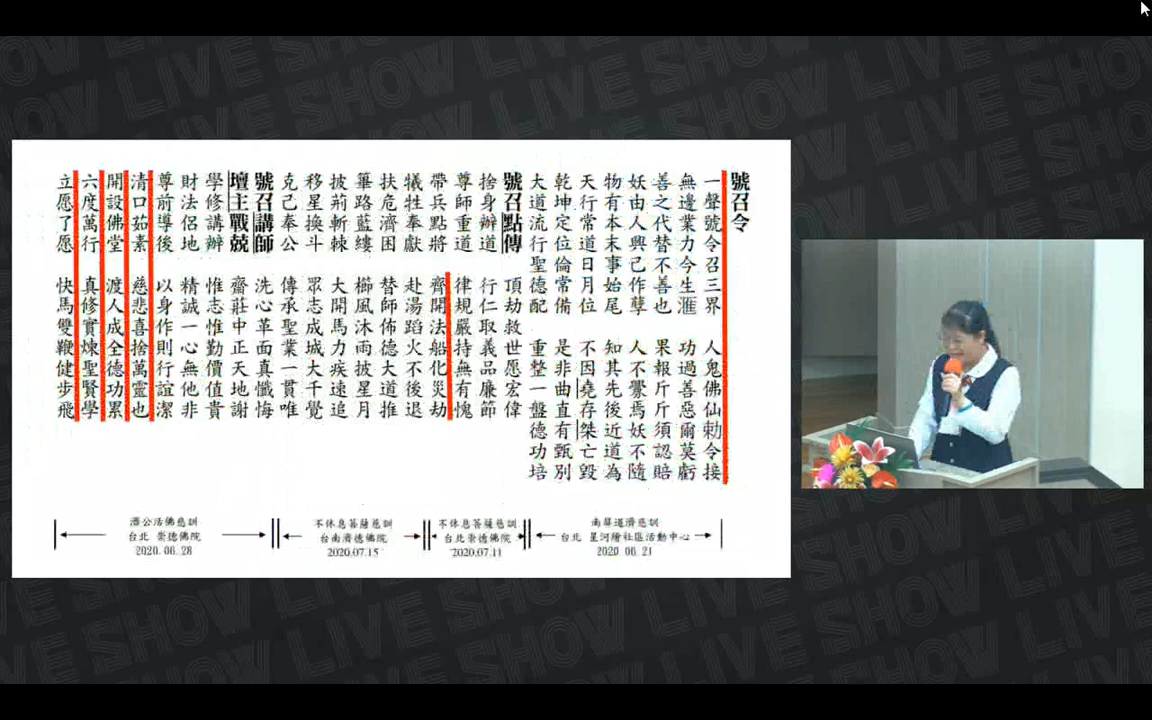 號召令
一聲號令召三界　人鬼佛仙勅令接
無邊業力今生滙　功過善惡爾莫虧
善之代替不善也　果報斤斤須認賠
妖由人興己作孽　人不釁焉妖不隨
物有本末事始尾　知其先後近道為
天行常道日月位　不因堯存桀亡毀
乾坤定位倫常備　是非曲直有甄別
大道流行聖德配　重整一盤德功培
號召點傳　頂劫救世愿宏偉
捨身辦道　行仁取義品廉節
尊師重道　律規嚴持無有愧
帶兵點將　齊開法船化災劫
犧牲奉獻　赴湯蹈火不後退
扶危濟困　替師佈德大道推
篳路藍縷　櫛風沐雨披星月
披荊斬棘　大開馬力疾速追
移星換斗　眾志成城大千覺
克己奉公　傳承聖業一貫唯
號召講師　洗心革面真懺悔
壇主戰兢　齋莊中正天地謝
學修講辦　惟志惟勤價值貴
財法侶地　精誠一心無他非
尊前導後　以身作則行誼潔
清口茹素　慈悲喜捨萬靈也
開設佛堂　渡人成全德功累
六度萬行　真修實煉聖賢學
立愿了愿　快馬雙鞭健步飛
南屏道濟慈訓
台北 星河繪社區活動中心
2020.06.21
不休息菩薩慈訓
台北崇德佛院
2020.07.11
不休息菩薩慈訓
台南濟德佛院
2020.07.15
濟公活佛慈訓
台北 崇德佛院
2020.06.28
LIVE SHOW